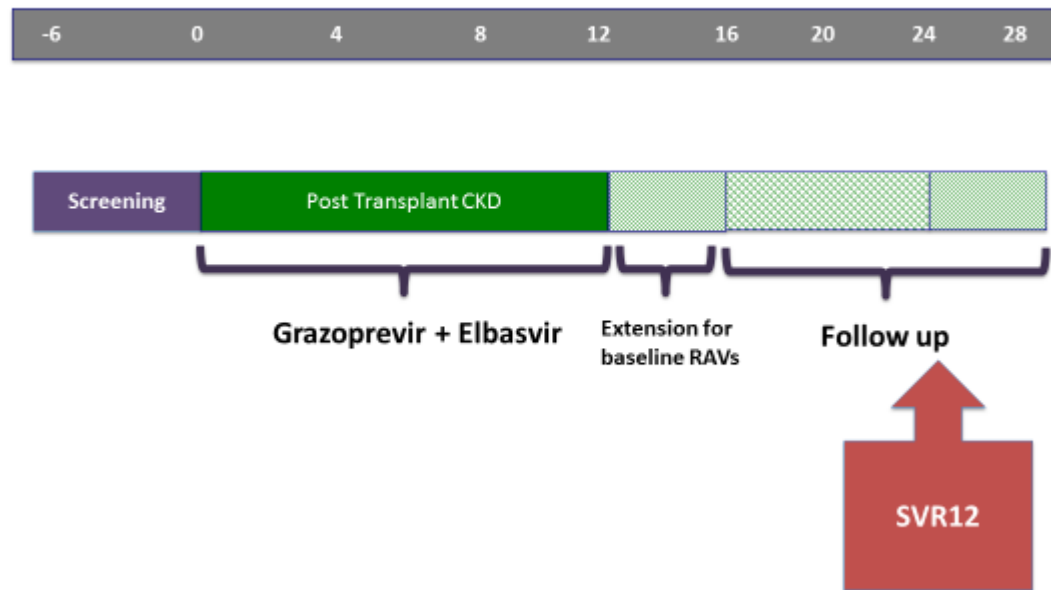 -6 0 4 8 12 16 20 24 28
Screening Post Transplant CKD
Grazoprevir + Elbasvir
Extension for
baseline RAVs
Follow up
SVR12